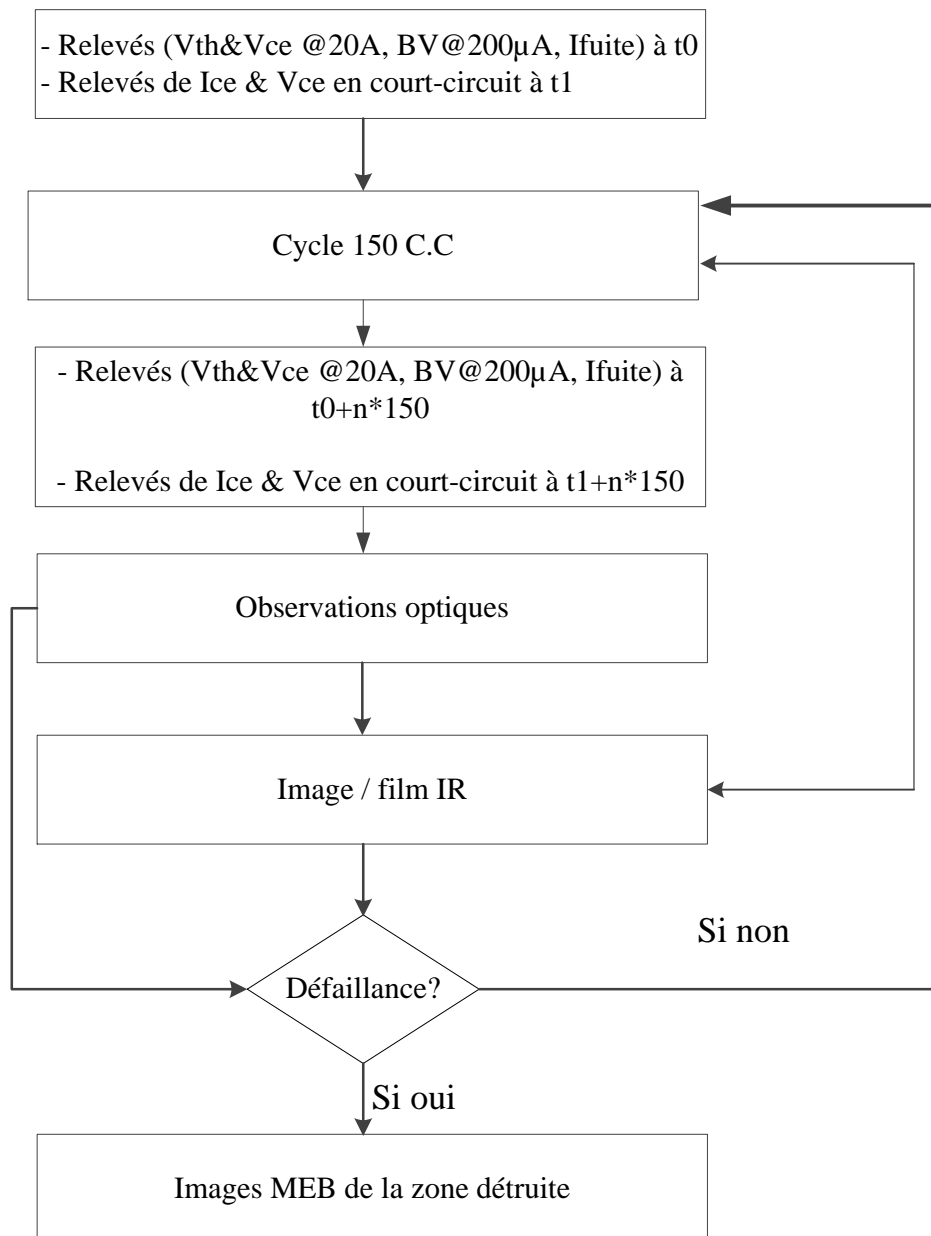 - Relevés (Vth&Vce @20A, BV@200µA, Ifuite) à t0
- Relevés de Ice & Vce en court-circuit à t1
Cycle 150 C.C
- Relevés (Vth&Vce @20A, BV@200µA, Ifuite) à
t0+n*150
- Relevés de Ice & Vce en court-circuit à t1+n*150
Observations optiques
Image / film IR
Si non
Défaillance?
Si oui
Images MEB de la zone détruite